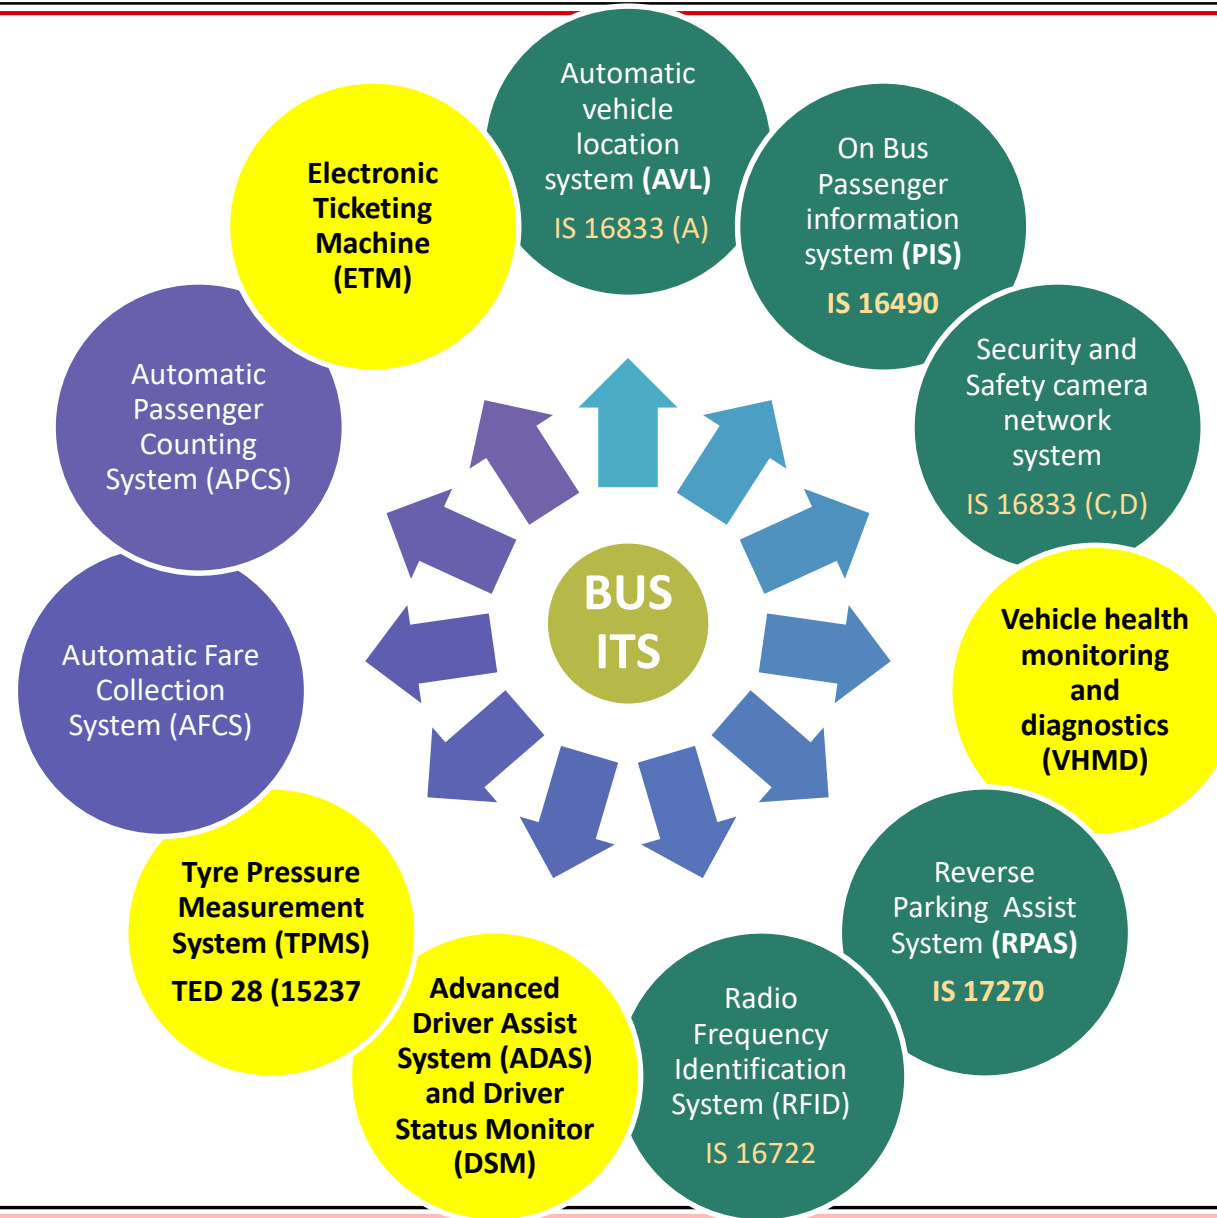 Automatic
vehicle
location
system (AVL)
IS 16833 (A)
On Bus
Passenger
information
system (PIS)
IS 16490
Security and
Safety camera
network
system
IS 16833 (C,D)
Vehicle health
monitoring
and
diagnostics
(VHMD)
Reverse
Parking Assist
System (RPAS)
IS 17270
Radio
Frequency
Identification
System (RFID)
IS 16722
Advanced
Driver Assist
System (ADAS)
and Driver
Status Monitor
(DSM)
Tyre Pressure
Measurement
System (TPMS)
TED 28 (15237
Automatic Fare
Collection
System (AFCS)
Automatic
Passenger
Counting
System (APCS)
Electronic
Ticketing
Machine
(ETM)
BUS
ITS